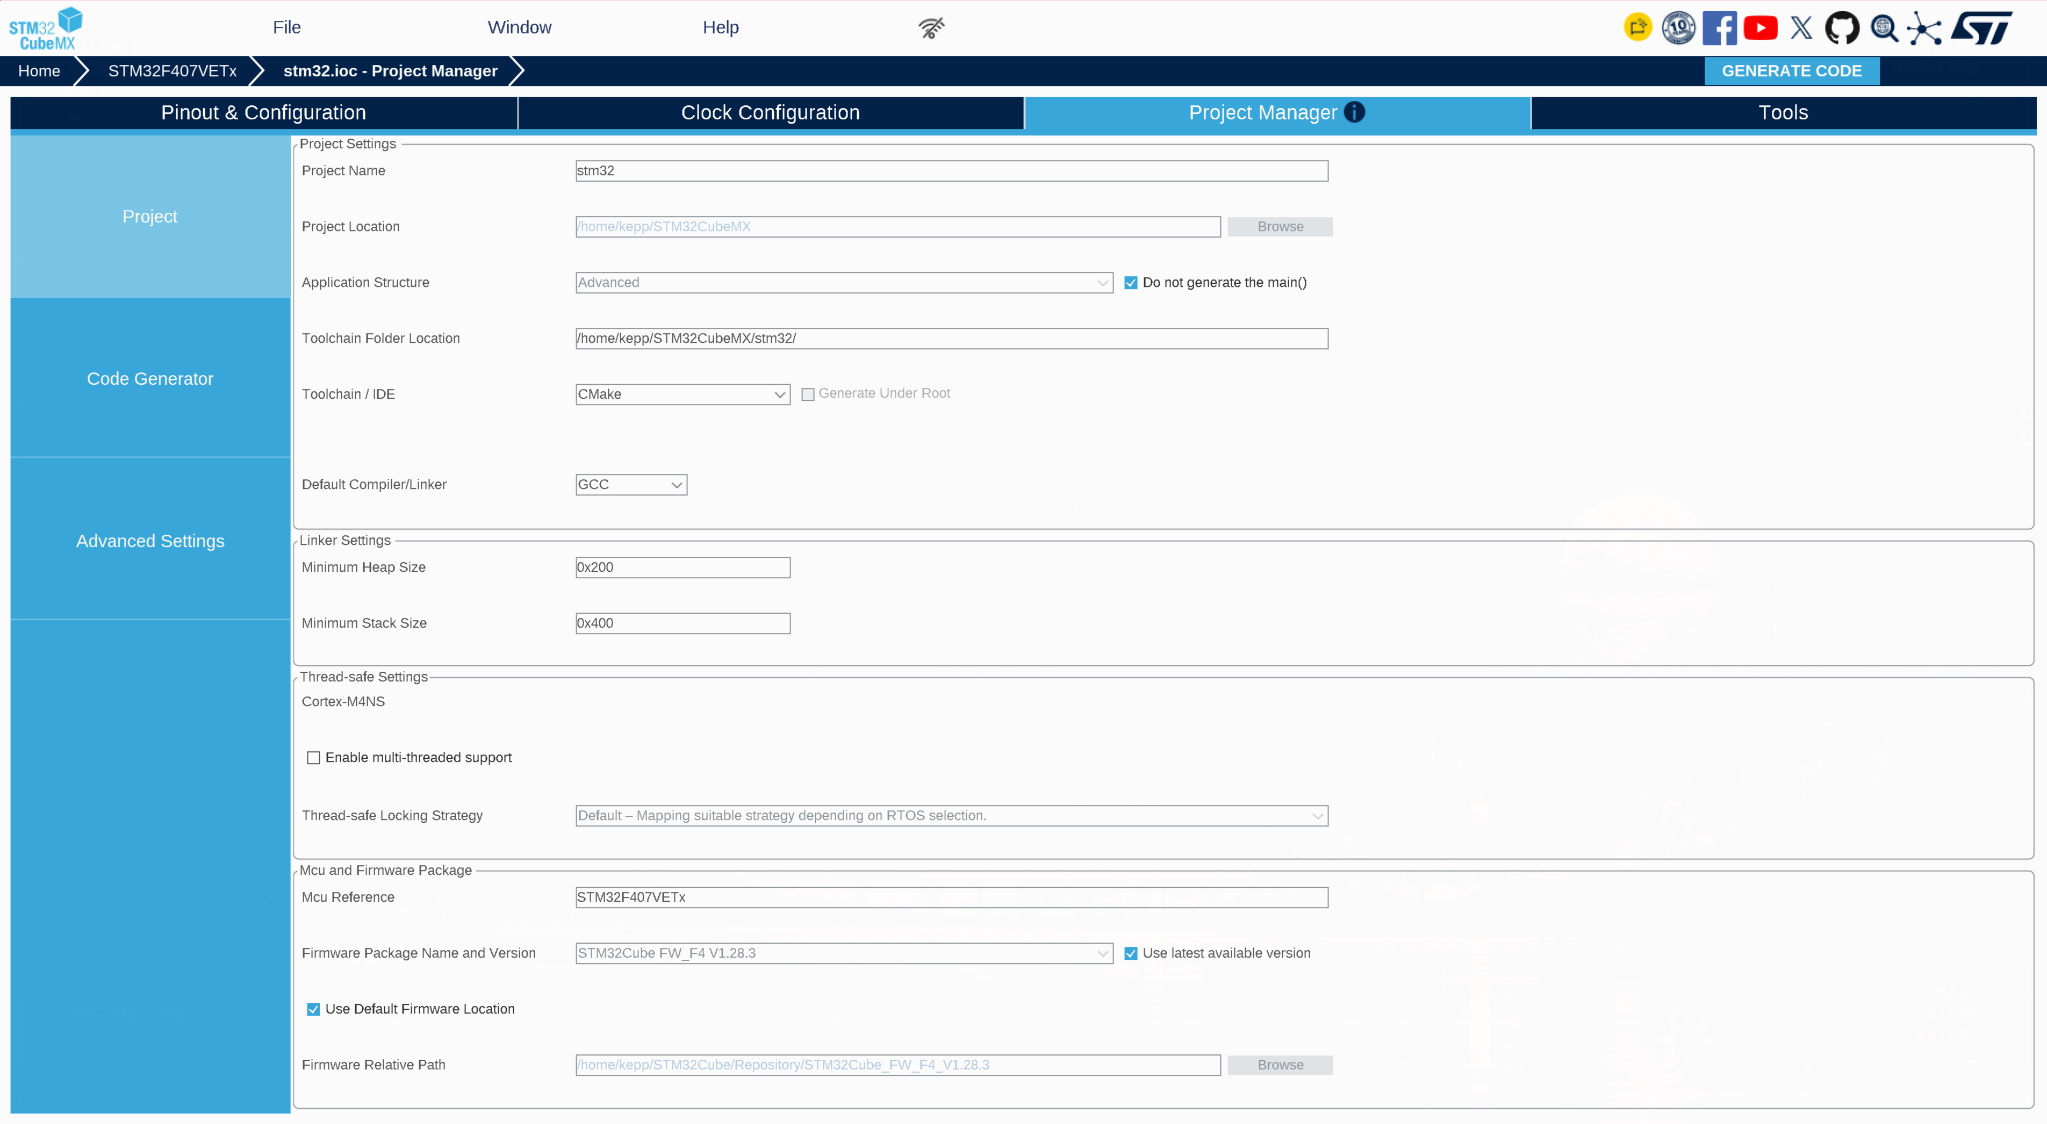 STM32
CubeMX
File
Window
Help
Home
STM32F407VETx
stm32.ioc - Project Manager
GENERATE CODE
Pinout & Configuration
Clock Configuration
Project Manager
Tools
Project
Code Generator
Advanced Settings
Project Settings
Project Name
stm32
Project Location
/home/kepp/STM32CubeMX
Browse
Application Structure
Advanced
Do not generate the main()
Toolchain Folder Location
/home/kepp/STM32CubeMX/stm32/
Toolchain / IDE
CMake
Generate Under Root
Default Compiler/Linker
GCC
Linker Settings
Minimum Heap Size
0x200
Minimum Stack Size
0x400
Thread-safe Settings
Cortex-M4NS
Enable multi-threaded support
Thread-safe Locking Strategy
Default – Mapping suitable strategy depending on RTOS selection.
Mcu and Firmware Package
Mcu Reference
STM32F407VETx
Firmware Package Name and Version
STM32Cube FW_F4 V1.28.3
Use latest available version
Use Default Firmware Location
Firmware Relative Path
/home/kepp/STM32Cube/Repository/STM32Cube_FW_F4_V1.28.3
Browse